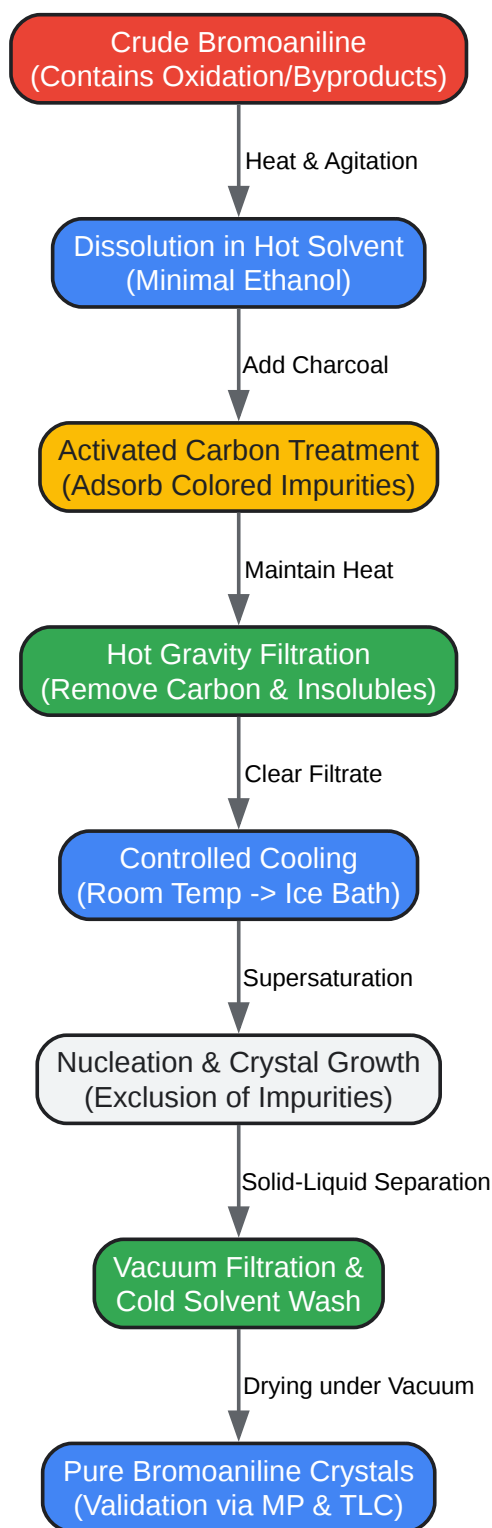 Crude Bromoaniline
(Contains Oxidation/Byproducts)
Heat & Agitation
Dissolution in Hot Solvent
(Minimal Ethanol)
Add Charcoal
Activated Carbon Treatment
(Adsorb Colored Impurities)
Maintain Heat
Hot Gravity Filtration
(Remove Carbon & Insolubles)
Clear Filtrate
Controlled Cooling
(Room Temp -> Ice Bath)
Supersaturation
Nucleation & Crystal Growth
(Exclusion of Impurities)
Solid-Liquid Separation
Vacuum Filtration &
Cold Solvent Wash
Drying under Vacuum
Pure Bromoaniline Crystals
(Validation via MP & TLC)